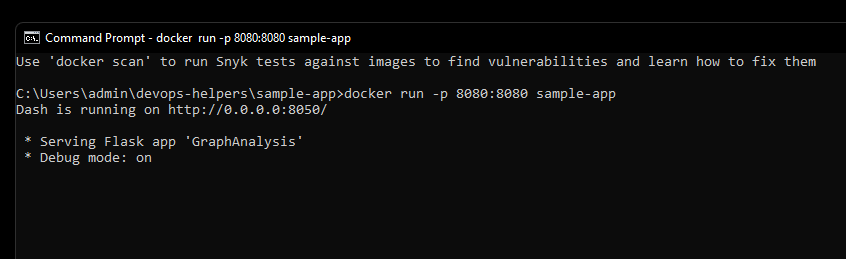 Command Prompt - docker run -p 8080:8080 sample-app
Use 'docker scan' to run Snyk tests against images to find vulnerabilities and learn how to fix them
C:\Users\admin\devops-helpers\sample-app>docker run -p 8080:8080 sample-app
Dash is running on http://0.0.0.0:8050/
* Serving Flask app 'GraphAnalysis'
* Debug mode: on